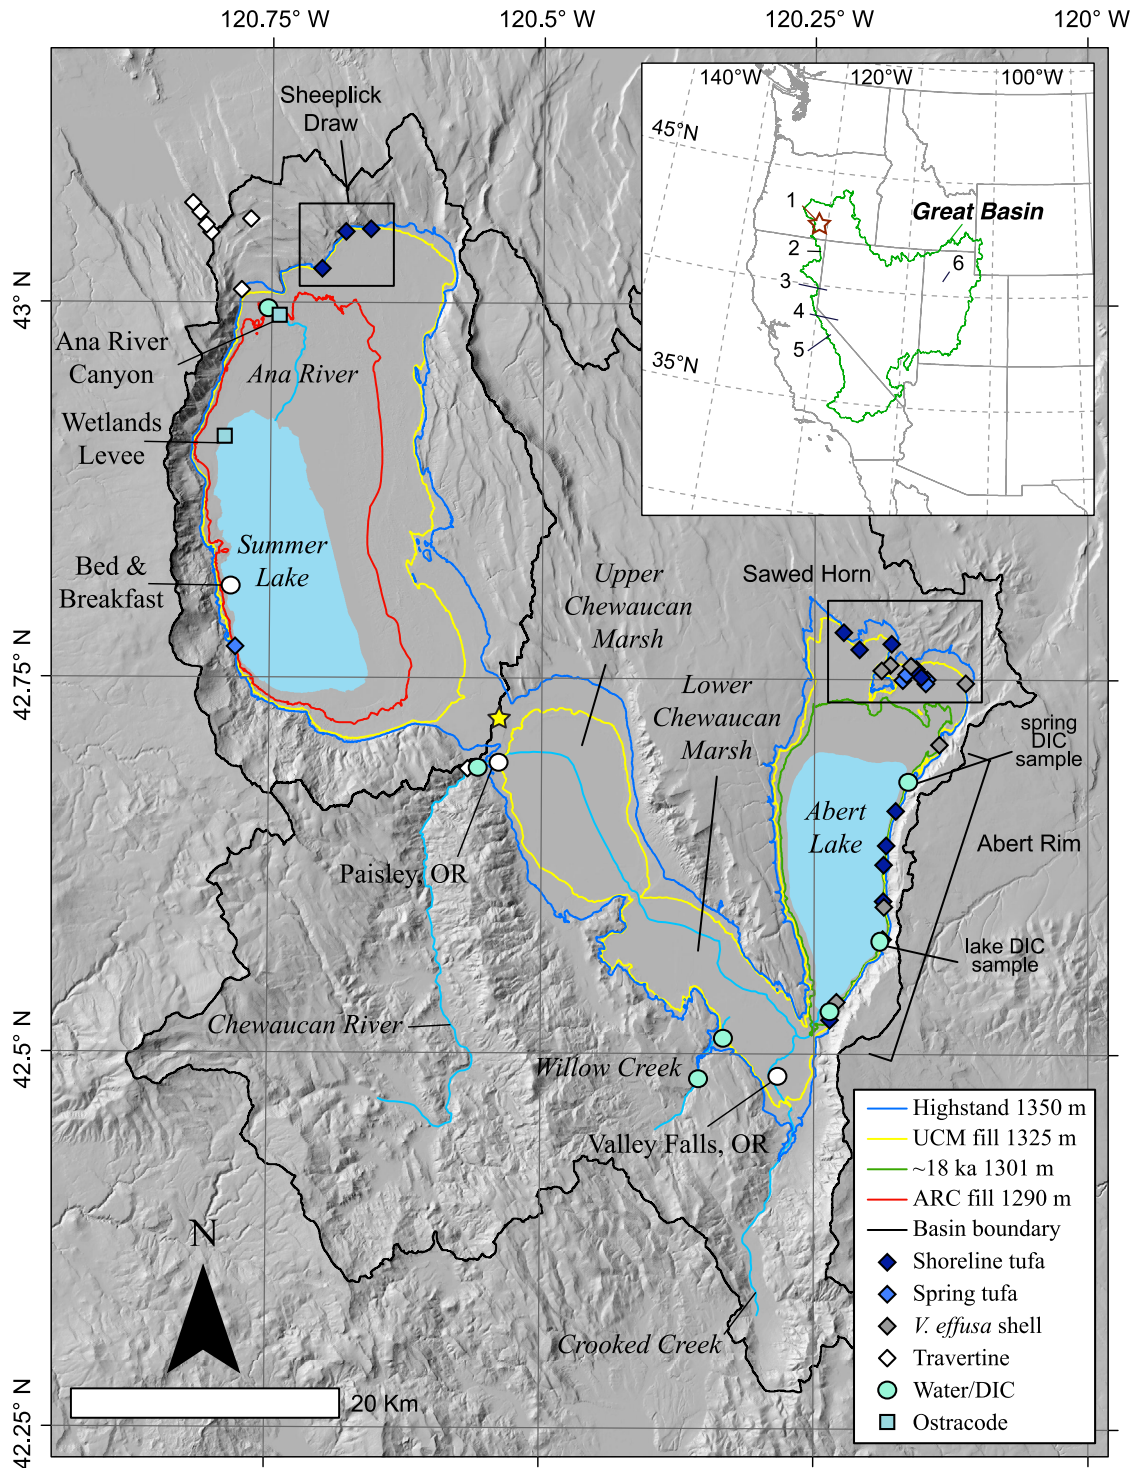 120.75° W
120.5° W
120.25° W
120° W
43° N
42.75° N
42.5° N
42.25° N
Sheeplick
Draw
Ana River
Canyon
Ana River
Wetlands
Levee
Bed &
Breakfast
Summer
Lake
Upper
Chewaucan
Marsh
Lower
Chewaucan
Marsh
Sawed Horn
spring
DIC
sample
Abert
Lake
Abert Rim
lake DIC
sample
Paisley, OR
Chewaucan River
Willow Creek
Valley Falls, OR
Crooked Creek
N
20 Km
140°W
120°W
100°W
45°N
35°N
Great Basin
1
2
3
4
5
6
Highstand 1350 m
UCM fill 1325 m
~18 ka 1301 m
ARC fill 1290 m
Basin boundary
Shoreline tufa
Spring tufa
V. effusa shell
Travertine
Water/DIC
Ostracode